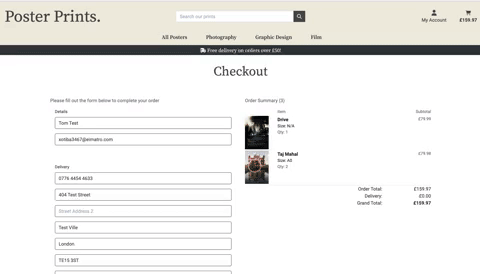 Poster Prints.
Search our prints
My Account
£159.97
All Posters
Photography
Graphic Design
Film
Free delivery on orders over £50!
Checkout
Please fill out the form below to complete your order
Order Summary (3)
Details
Tom Test
xmba3467@eimatro.com
Delivery
0776 4454 4633
404 Test Street
Street Address 2
Test Ville
London
TE15 3ST
Item
Subtotal
Drive
Size: N/A
Qty: 1
£79.99
Taj Mahal
Size: A0
Qty: 2
£79.98
Order Total:
£159.97
Delivery:
£0.00
Grand Total:
£159.97